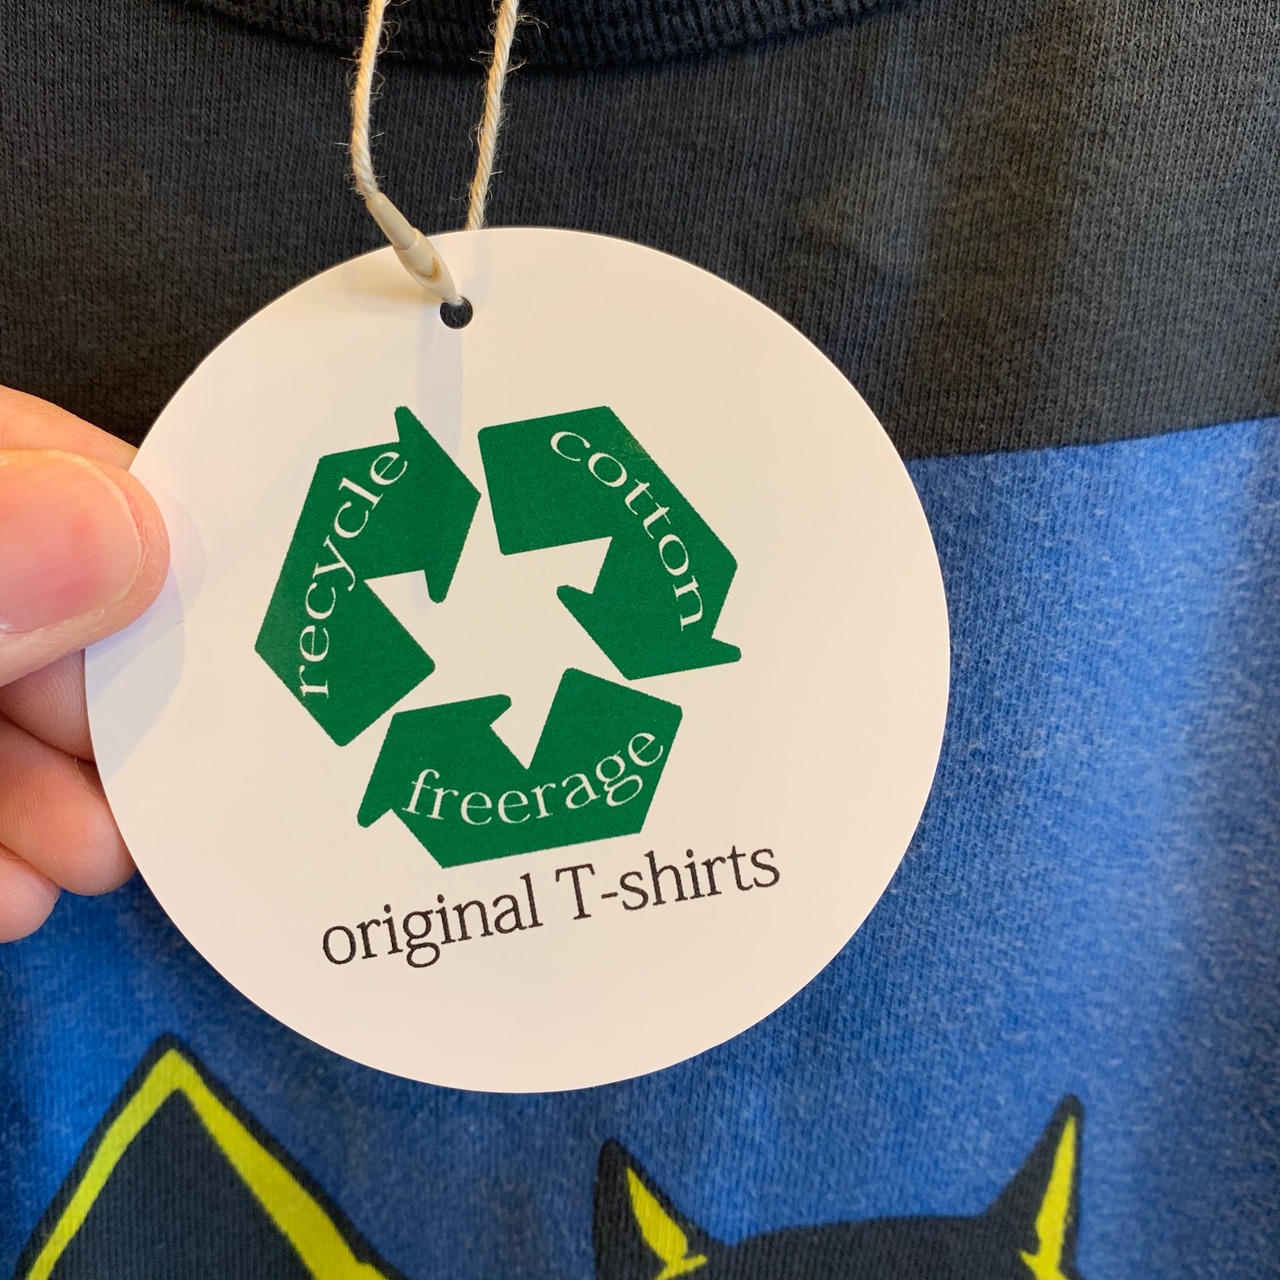 recycle
cotton
freerage
original T-shirts